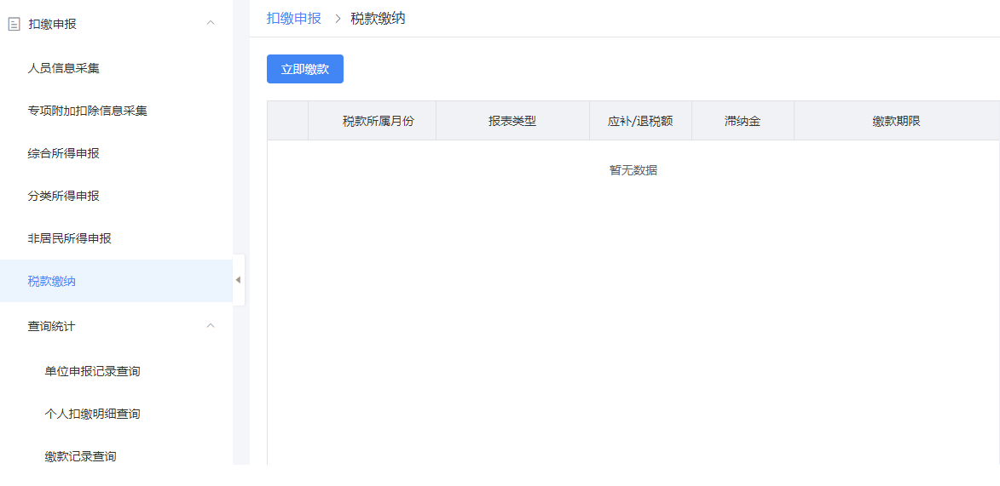 扣缴申报
人员信息采集
专项附加扣除信息采集
综合所得申报
分类所得申报
非居民所得申报
税款缴纳
查询统计
单位申报记录查询
个人扣缴明细查询
缴款记录查询
扣缴申报 > 税款缴纳
立即缴款
税款所属月份 报表类型 应补/退税额 滞纳金 缴款期限
暂无数据